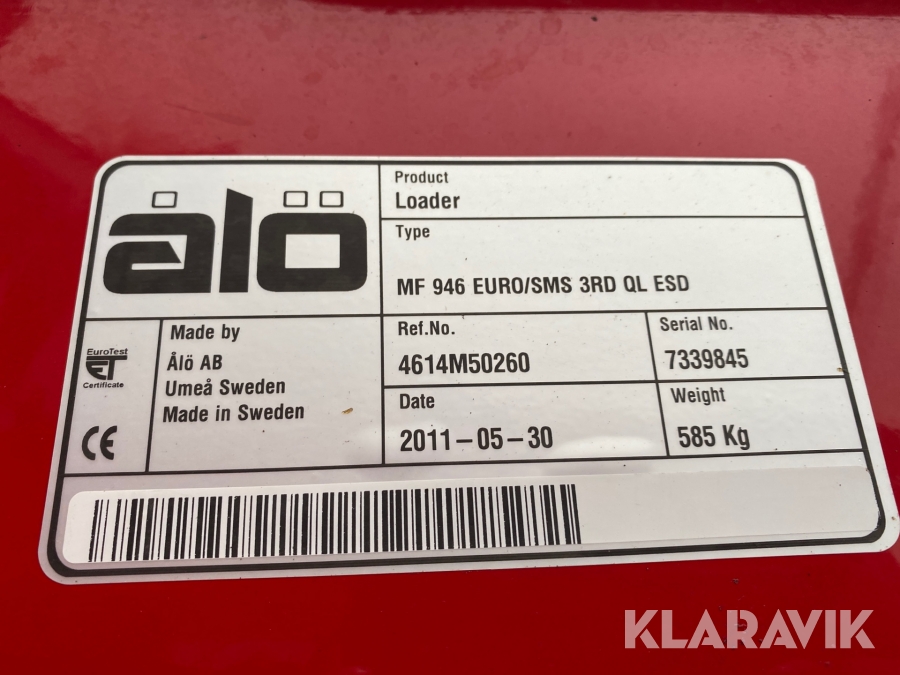 ålö
Product
Loader
Type
MF 946 EURO/SMS 3RD QL ESD
EuroTest
ET
Certificate
CE
Made by
Ålö AB
Umeå Sweden
Made in Sweden
Ref.No.
4614M50260
Serial No.
7339845
Date
2011-05-30
Weight
585 Kg
KLARAVIK